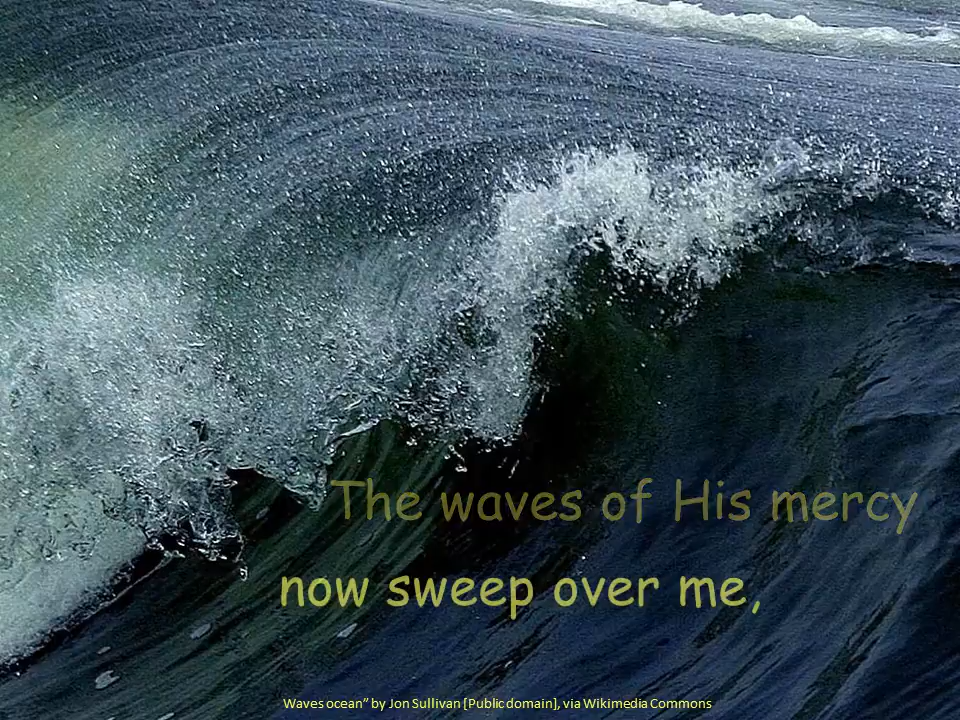 The waves of His mercy
now sweep over me,
Waves ocean” by Jon Sullivan [Public domain], via Wikimedia Commons